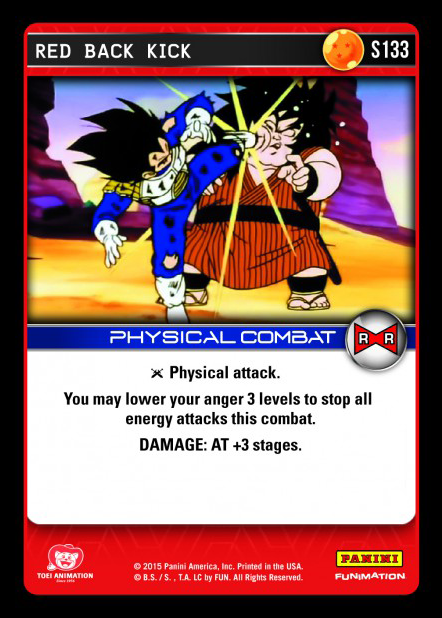 RED BACK KICK
S133
PHYSICAL COMBAT
R R
Physical attack.
You may lower your anger 3 levels to stop all
energy attacks this combat.
DAMAGE: AT +3 stages.
TOEI ANIMATION
Since 1956
© 2015 Panini America, Inc. Printed in the USA.
© B.S. / S. , T.A. LC by FUN. All Rights Reserved.
PANINI
FUNIMATION